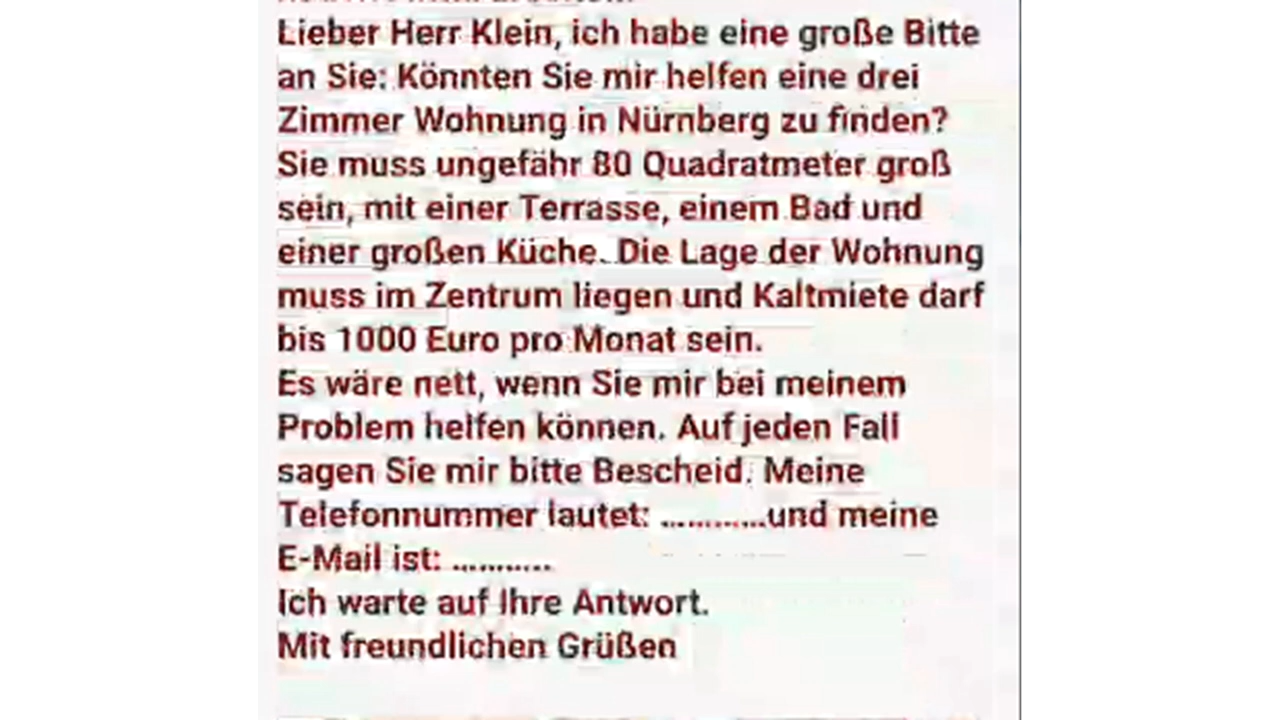 Lieber Herr Klein, ich habe eine große Bitte
an Sie: Könnten Sie mir helfen eine drei
Zimmer Wohnung in Nürnberg zu finden?
Sie muss ungefähr 80 Quadratmeter groß
sein, mit einer Terrasse, einem Bad und
einer großen Küche. Die Lage der Wohnung
muss im Zentrum liegen und Kaltmiete darf
bis 1000 Euro pro Monat sein.
Es wäre nett, wenn Sie mir bei meinem
Problem helfen können. Auf jeden Fall
sagen Sie mir bitte Bescheid. Meine
Telefonnummer lautet: ............und meine
E-Mail ist: ...........
Ich warte auf Ihre Antwort.
Mit freundlichen Grüßen